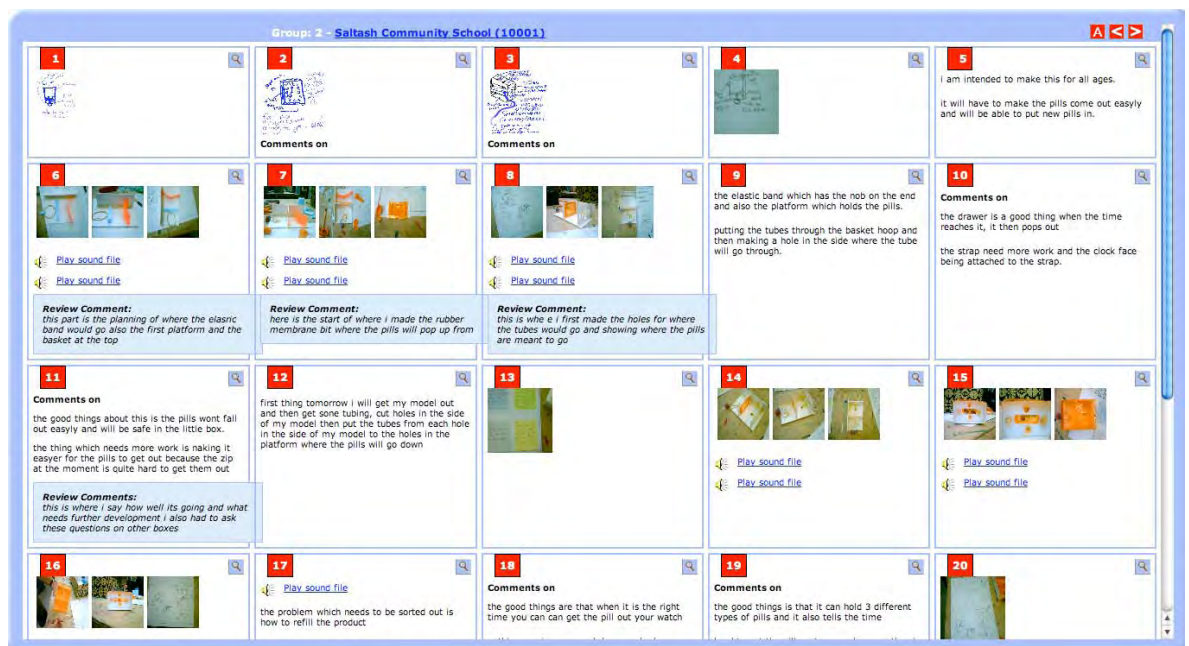 Group: 2 - Saltash Community School (10001)
A < >
1
2
Comments on
3
Comments on
4
5
i am intended to make this for all ages.
it will have to make the pills come out easyly
and will be able to put new pills in.
6
Play sound file
Play sound file
Review Comment:
this part is the planning of where the elasric
band would go also the first platform and the
basket at the top
7
Play sound file
Play sound file
Review Comment:
here is the start of where i made the rubber
membrane bit where the pills will pop up from
8
Play sound file
Play sound file
Review Comment:
this is whe e i first made the holes for where
the tubes would go and showing where the pills
are meant to go
9
the elastic band which has the nob on the end
and also the platform which holds the pills.
putting the tubes through the basket hoop and
then making a hole in the side where the tube
will go through.
10
Comments on
the drawer is a good thing when the time
reaches it, it then pops out
the strap need more work and the clock face
being attached to the strap.
11
Comments on
the good things about this is the pills wont fall
out easyly and will be safe in the little box.
the thing which needs more work is naking it
easyer for the pills to get out because the zip
at the moment is quite hard to get them out
Review Comments:
this is where i say how well its going and what
needs further development i also had to ask
these questions on other boxes
12
first thing tomorrow i will get my model out
and then get sone tubing, cut holes in the side
of my model then put the tubes from each hole
in the side of my model to the holes in the
platform where the pills will go down
13
14
Play sound file
Play sound file
15
Play sound file
Play sound file
16
17
Play sound file
the problem which needs to be sorted out is
how to refill the product
18
Comments on
the good things are that when it is the right
time you can can get the pill out your watch
19
Comments on
the good things is that it can hold 3 different
types of pills and it also tells the time
20